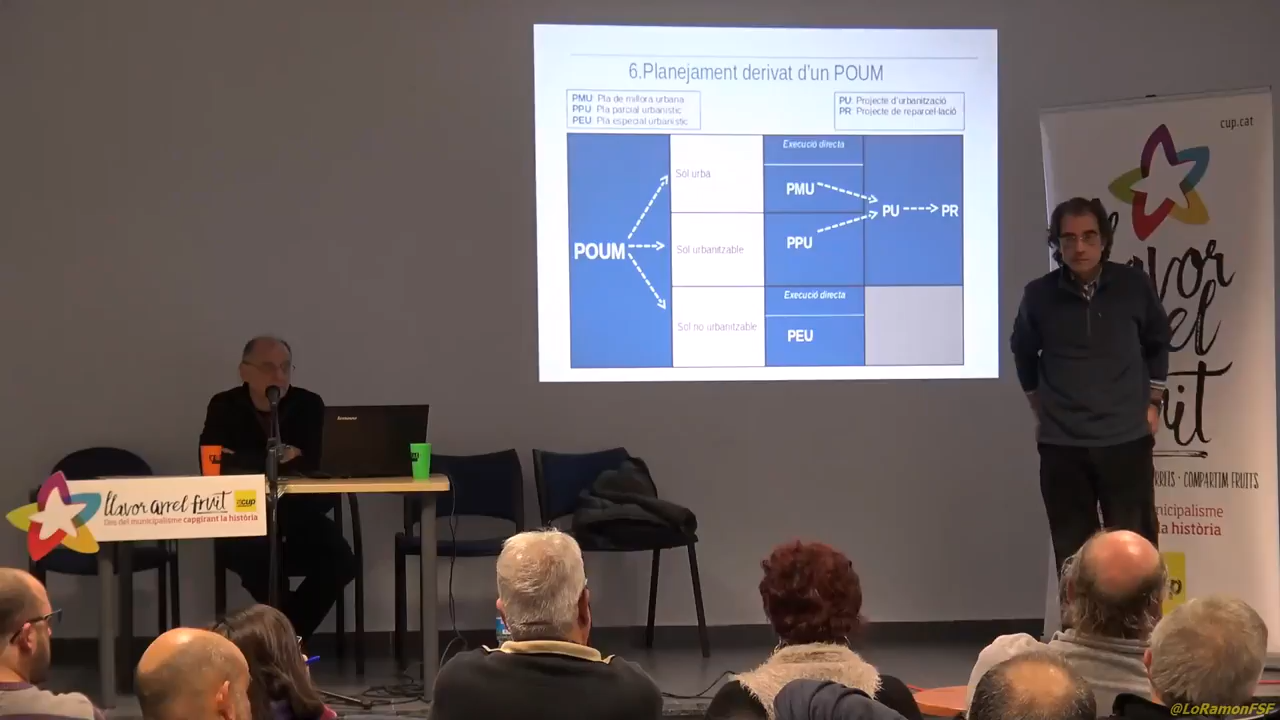 6.Planejament derivat d'un POUM
PMU: Pla de millora urbana
PPU: Pla parcial urbanístic
PEU: Pla especial urbanístic
PU: Projecte d'urbanització
PR: Projecte de reparcel·lació
Execució directa
Sòl urbà
PMU
POUM
Sòl urbanitzable
PPU
PU
PR
Execució directa
Sòl no urbanitzable
PEU
cup.cat
COMPARTIM FRUITS
nicipalisme
la història
Lenovo
llavor arrel fruit
cup
Des del municipalisme capgirant la història
@LoRamonFSF